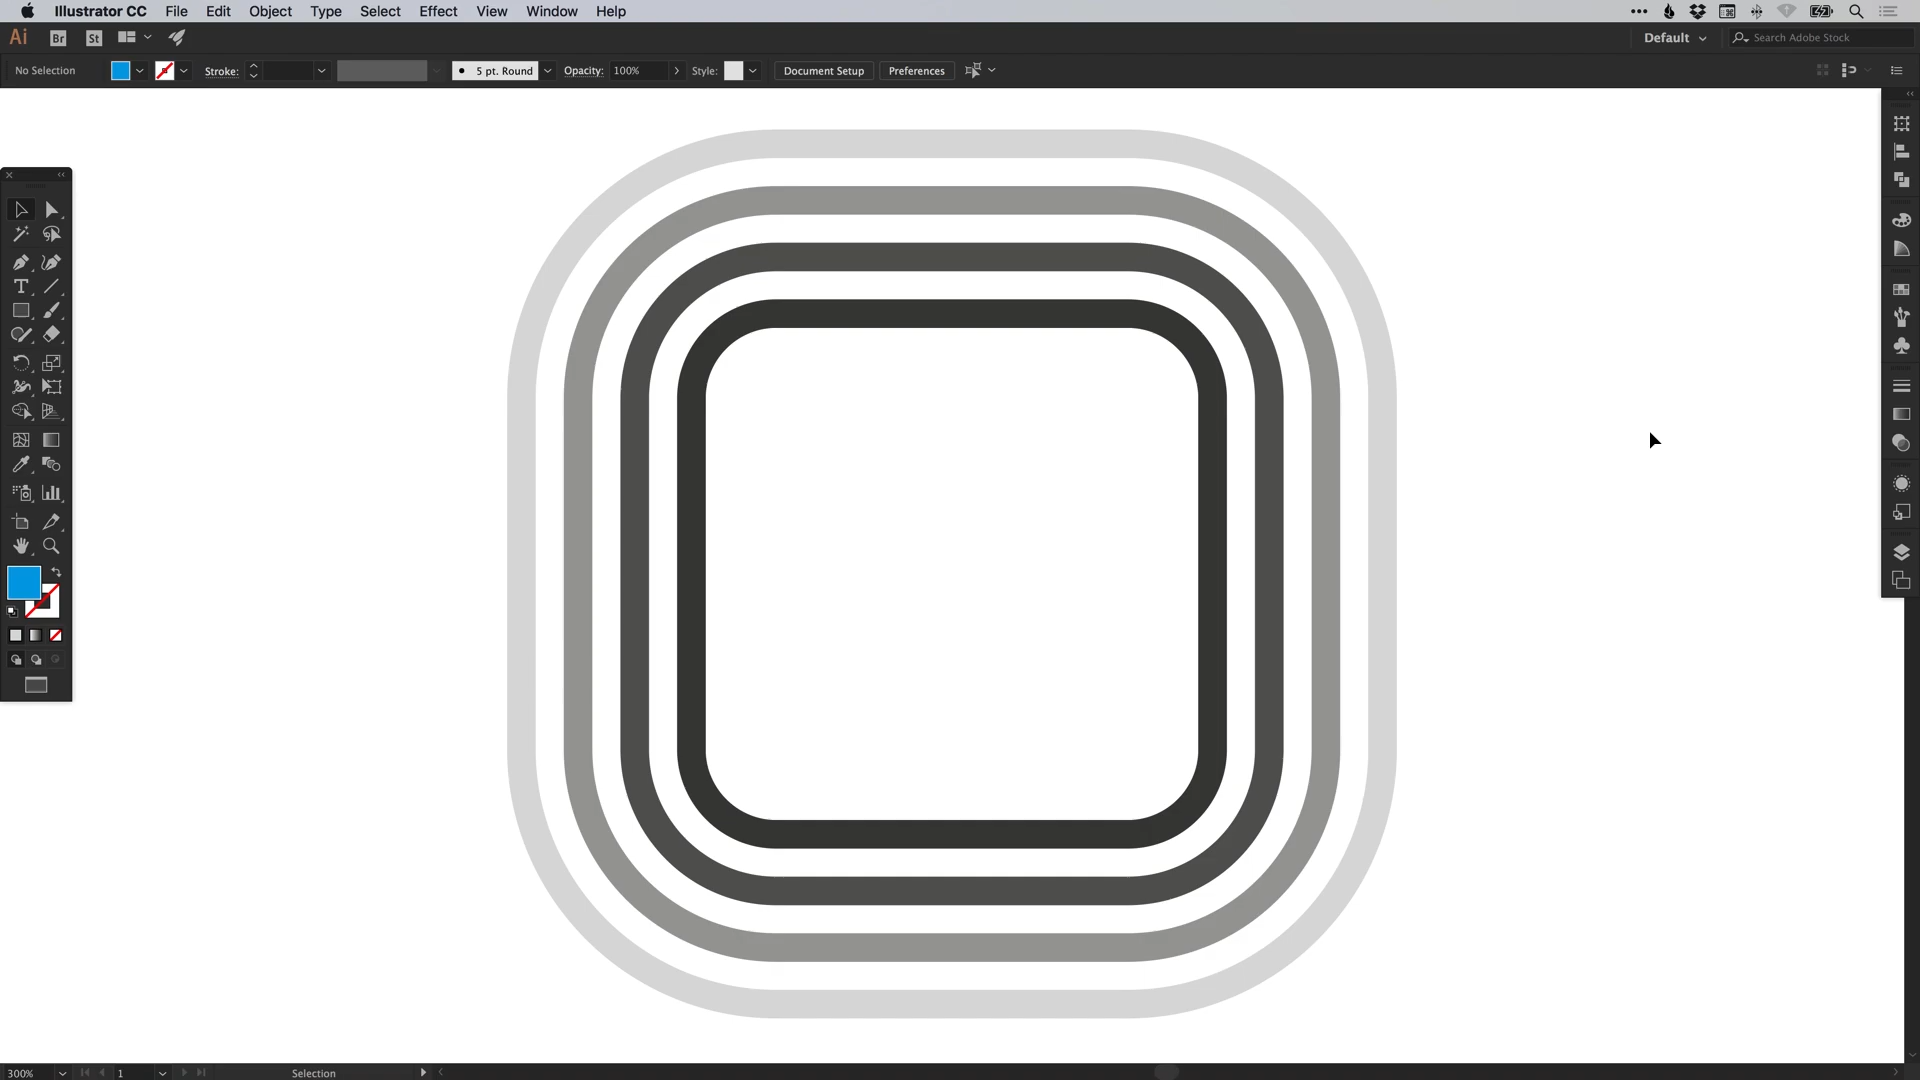 Illustrator CC File Edit Object Type Select Effect View Window Help
Ai Br St Default Search Adobe Stock
No Selection Stroke: 5 pt. Round Opacity: 100% Style: Document Setup Preferences
T
300% 1 Selection